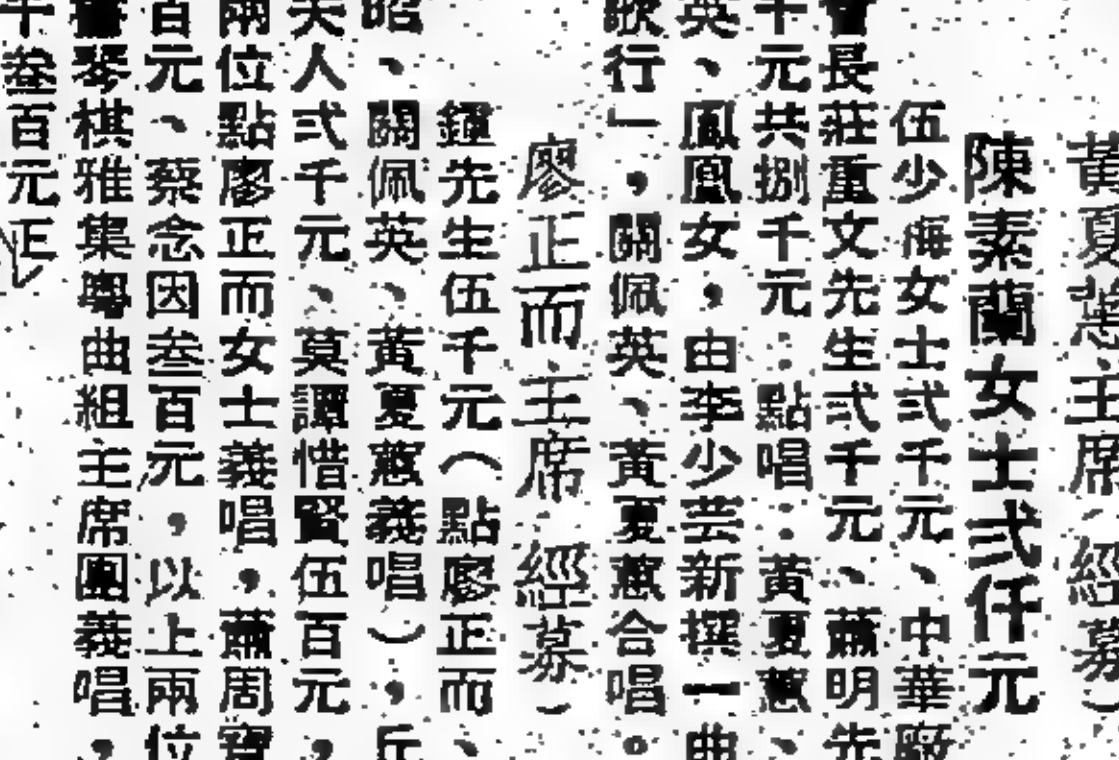 黃夏蕙主席經募）
陳素蘭女士弍仟元
伍少梅女士弍千元、中華廠
會長莊重文先生弍千元、蕭明先
千元共捌千元：點唱：黃夏蕙、
英、鳳凰女，由李少芸新撰一曲
歌行」，關佩英、黃夏蕙合唱。
廖正而主席經募）
鍾先生伍千元（點廖正而、
昭、關佩英、黃夏蕙義唱），丘
夫人弍千元、莫譚惜賢伍百元，
兩位點廖正而女士義唱，蕭周寶
百元、蔡念因叁百元，以上兩位
書琴棋雅集粵曲組主席團義唱，
千叁百元正